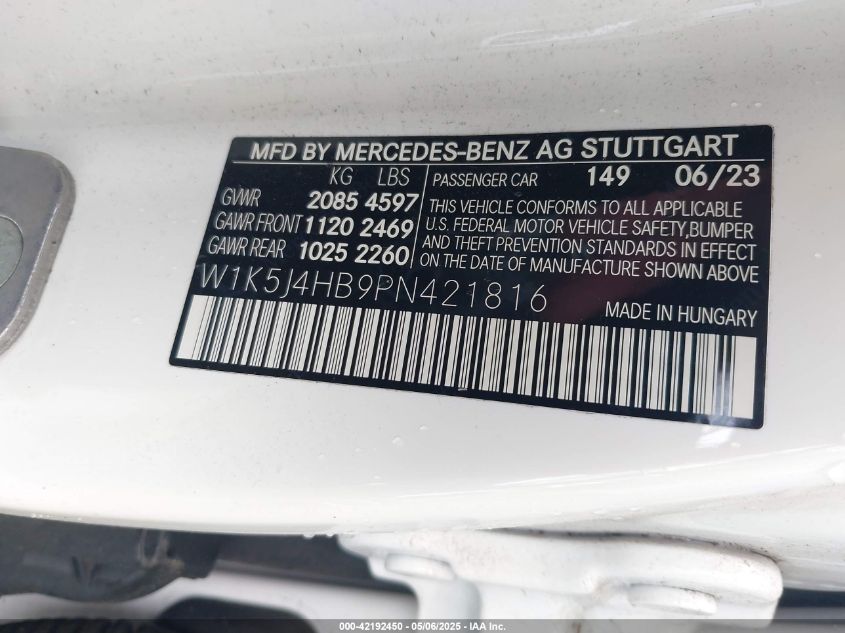 MFD BY MERCEDES-BENZ AG STUTTGART
KG LBS
GVWR 2085 4597
GAWR FRONT 1120 2469
GAWR REAR 1025 2260
PASSENGER CAR 149 06/23
THIS VEHICLE CONFORMS TO ALL APPLICABLE
U.S. FEDERAL MOTOR VEHICLE SAFETY,BUMPER
AND THEFT PREVENTION STANDARDS IN EFFECT
ON THE DATE OF MANUFACTURE SHOWN ABOVE
W1K5J4HB9PN421816
MADE IN HUNGARY
000-42192450 | 05/06/2025 - IAA Inc.